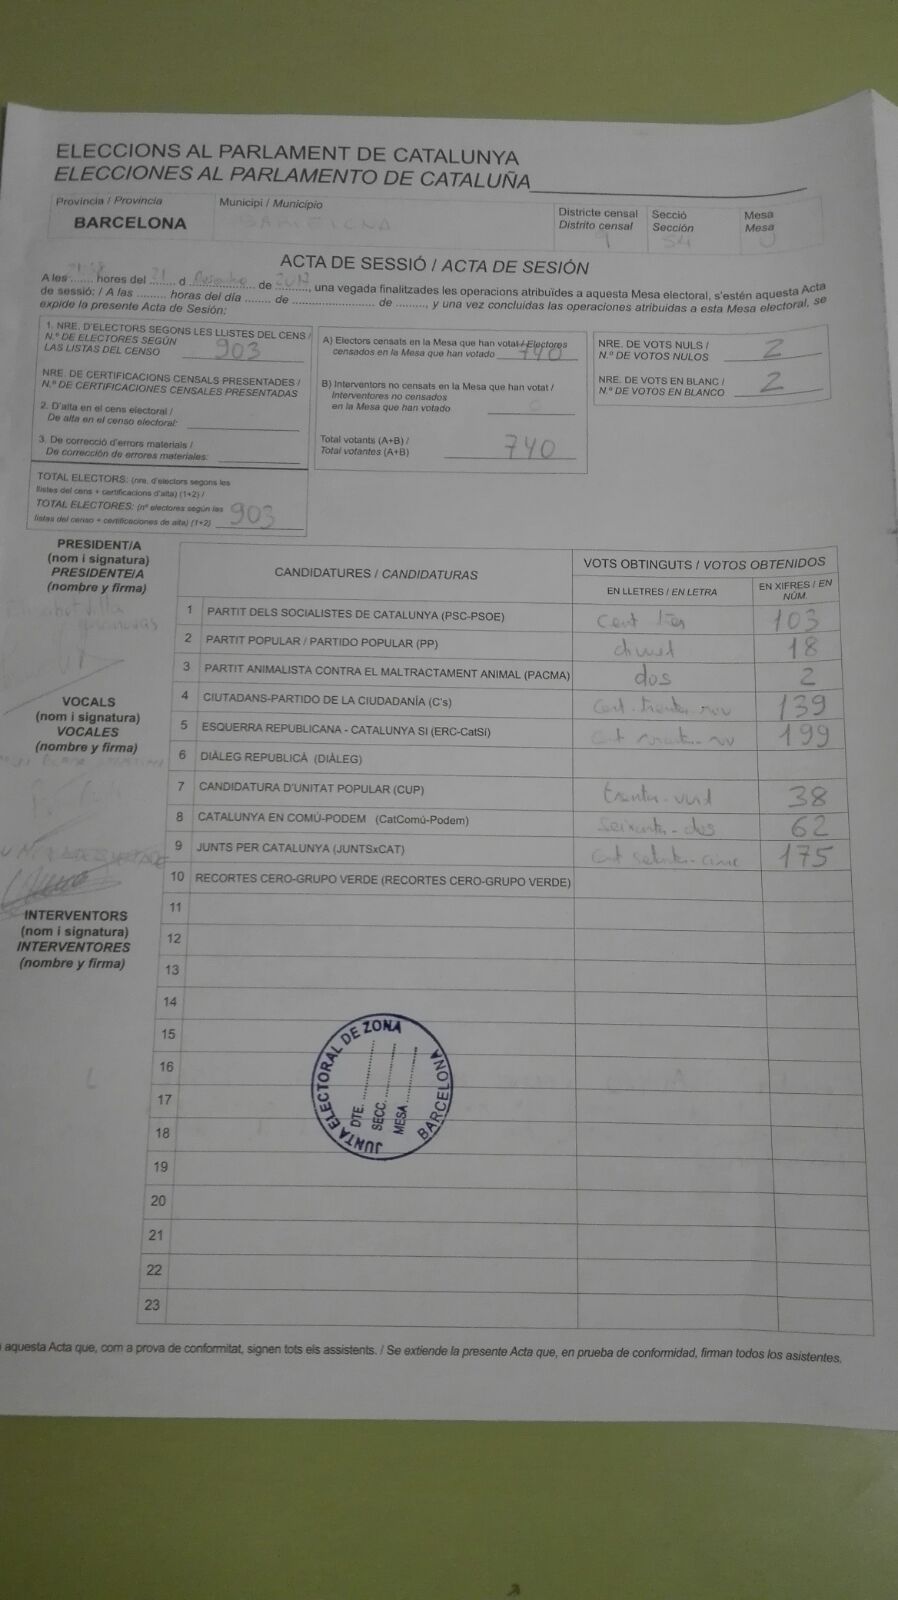 ELECCIONS AL PARLAMENT DE CATALUNYA
ELECCIONES AL PARLAMENTO DE CATALUÑA
Provincia / Provincia
BARCELONA
Municipi / Municipio
BARCELONA
Districte censal
Distrito censal
9
Secció
Sección
54
Mesa
Mesa
U
ACTA DE SESSIÓ / ACTA DE SESIÓN
A les ........ hores del 21 d ........ de 2017, una vegada finalitzades les operacions atribuïdes a aquesta Mesa electoral, s'estén aquesta Acta
de sessió: / A las ......... horas del día ....... de ........................ de ........., y una vez concluidas las operaciones atribuidas a esta Mesa electoral, se
expide la presente Acta de Sesión:
1. NRE. D'ELECTORS SEGONS LES LLISTES DEL CENS /
N.º DE ELECTORES SEGÚN
LAS LISTAS DEL CENSO 903
NRE. DE CERTIFICACIONS CENSALS PRESENTADES /
N.º DE CERTIFICACIONES CENSALES PRESENTADAS
2. D'alta en el cens electoral /
De alta en el censo electoral:
3. De correcció d'errors materials /
De corrección de errores materiales:
TOTAL ELECTORS: (nre. d'electors segons les
llistes del cens + certificacions d'alta) (1+2) /
TOTAL ELECTORES: (nº electores según las
listas del censo + certificaciones de alta) (1+2) 903
A) Electors censats en la Mesa que han votat / Electores
censados en la Mesa que han votado 740
B) Interventors no censats en la Mesa que han votat /
Interventores no censados
en la Mesa que han votado 0
Total votants (A+B) /
Total votantes (A+B) 740
NRE. DE VOTS NULS /
N.º DE VOTOS NULOS 2
NRE. DE VOTS EN BLANC /
N.º DE VOTOS EN BLANCO 2
PRESIDENT/A
(nom i signatura)
PRESIDENTE/A
(nombre y firma)
VOCALS
(nom i signatura)
VOCALES
(nombre y firma)
INTERVENTORS
(nom i signatura)
INTERVENTORES
(nombre y firma)
CANDIDATURES / CANDIDATURAS
VOTS OBTINGUTS / VOTOS OBTENIDOS
EN LLETRES / EN LETRA
EN XIFRES / EN
NÚM.
1 PARTIT DELS SOCIALISTES DE CATALUNYA (PSC-PSOE) cent tres 103
2 PARTIT POPULAR / PARTIDO POPULAR (PP) divuit 18
3 PARTIT ANIMALISTA CONTRA EL MALTRACTAMENT ANIMAL (PACMA) dos 2
4 CIUTADANS-PARTIDO DE LA CIUDADANÍA (C's) cent-trenta-nou 139
5 ESQUERRA REPUBLICANA - CATALUNYA SI (ERC-CatSí) cent noranta-nou 199
6 DIÀLEG REPUBLICÀ (DIÀLEG)
7 CANDIDATURA D'UNITAT POPULAR (CUP) trenta-vuit 38
8 CATALUNYA EN COMÚ-PODEM (CatComú-Podem) seixanta-dos 62
9 JUNTS PER CATALUNYA (JUNTSxCAT) cent setanta-cinc 175
10 RECORTES CERO-GRUPO VERDE (RECORTES CERO-GRUPO VERDE)
11
12
13
14
15
16
17
18
19
20
21
22
23
JUNTA ELECTORAL DE ZONA
DTE. ............
SECC. ............
MESA ............
BARCELONA
aquesta Acta que, com a prova de conformitat, signen tots els assistents. / Se extiende la presente Acta que, en prueba de conformidad, firman todos los asistentes.